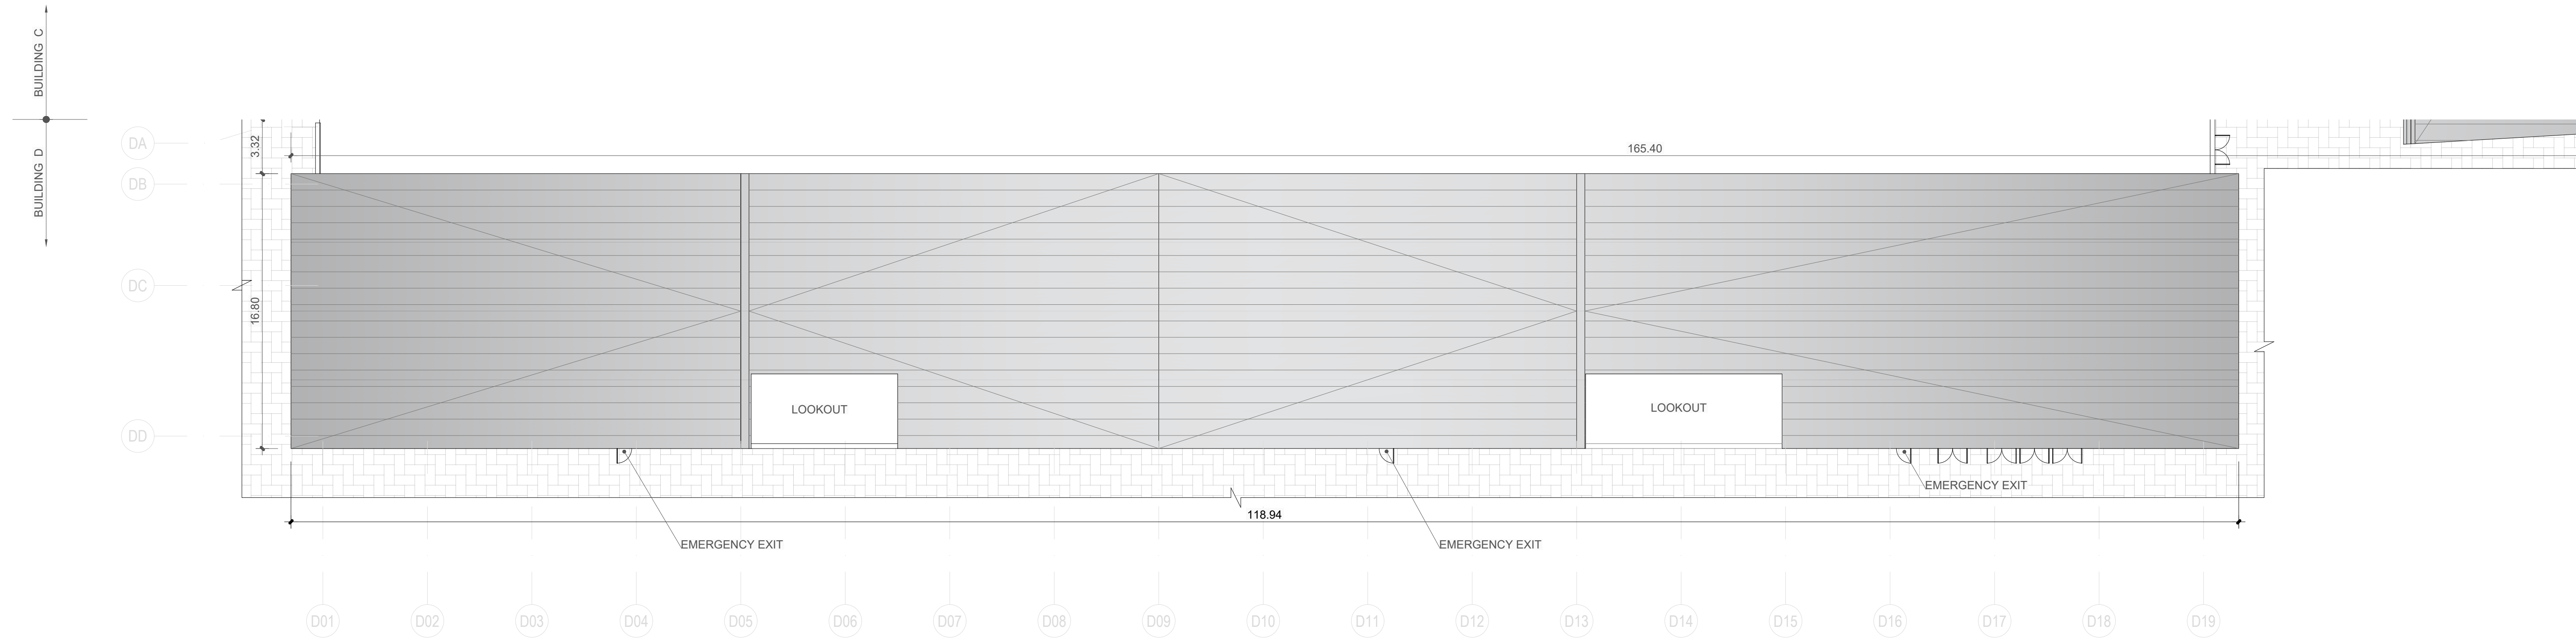 BUILDING C
BUILDING D
DA
DB
DC
DD
3.32
16.80
165.40
LOOKOUT
LOOKOUT
EMERGENCY EXIT
118.94
EMERGENCY EXIT
EMERGENCY EXIT
D01 D02 D03 D04 D05 D06 D07 D08 D09 D10 D11 D12 D13 D14 D15 D16 D17 D18 D19